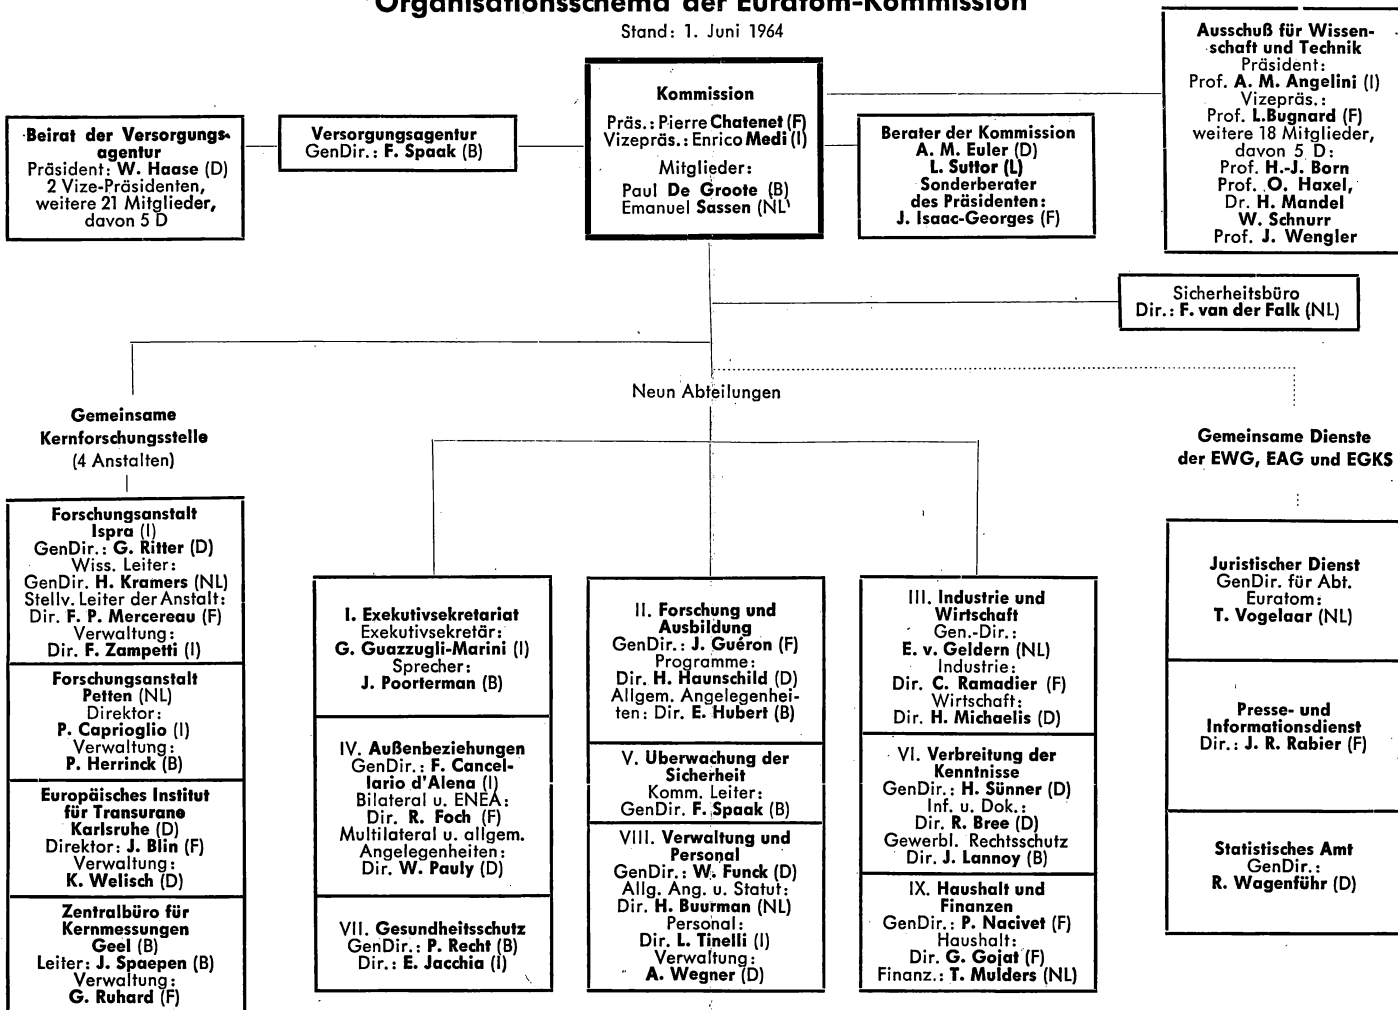 Organisationsschema der Euratom-Kommission
Stand: 1. Juni 1964
Beirat der Versorgungs-
agentur
Präsident: W. Haase (D)
2 Vize-Präsidenten,
weitere 21 Mitglieder,
davon 5 D
Versorgungsagentur
GenDir.: F. Spaak (B)
Kommission
Präs.: Pierre Chatenet (F)
Vizepräs.: Enrico Medi (I)
Mitglieder:
Paul De Groote (B)
Emanuel Sassen (NL)
Berater der Kommission
A. M. Euler (D)
L. Suttor (L)
Sonderberater
des Präsidenten:
J. Isaac-Georges (F)
Ausschuß für Wissen-
schaft und Technik
Präsident:
Prof. A. M. Angelini (I)
Vizepräs.:
Prof. L.Bugnard (F)
weitere 18 Mitglieder,
davon 5 D:
Prof. H.-J. Born
Prof. O. Haxel,
Dr. H. Mandel
W. Schnurr
Prof. J. Wengler
Sicherheitsbüro
Dir.: F. van der Falk (NL)
Neun Abteilungen
Gemeinsame
Kernforschungsstelle
(4 Anstalten)
Forschungsanstalt
Ispra (I)
GenDir.: G. Ritter (D)
Wiss. Leiter:
GenDir. H. Kramers (NL)
Stellv. Leiter der Anstalt:
Dir. F. P. Mercereau (F)
Verwaltung:
Dir. F. Zampetti (I)
Forschungsanstalt
Petten (NL)
Direktor:
P. Caprioglio (I)
Verwaltung:
P. Herrinck (B)
Europäisches Institut
für Transurane
Karlsruhe (D)
Direktor: J. Blin (F)
Verwaltung:
K. Welisch (D)
Zentralbüro für
Kernmessungen
Geel (B)
Leiter: J. Spaepen (B)
Verwaltung:
G. Ruhard (F)
I. Exekutivsekretariat
Exekutivsekretär:
G. Guazzugli-Marini (I)
Sprecher:
J. Poorterman (B)
IV. Außenbeziehungen
GenDir.: F. Cancel-
lario d'Alena (I)
Bilateral u. ENEA:
Dir. R. Foch (F)
Multilateral u. allgem.
Angelegenheiten:
Dir. W. Pauly (D)
VII. Gesundheitsschutz
GenDir.: P. Recht (B)
Dir.: E. Jacchia (I)
II. Forschung und
Ausbildung
GenDir.: J. Guéron (F)
Programme:
Dir. H. Haunschild (D)
Allgem. Angelegenhei-
ten: Dir. E. Hubert (B)
V. Uberwachung der
Sicherheit
Komm. Leiter:
GenDir. F. Spaak (B)
VIII. Verwaltung und
Personal
GenDir.: W. Funck (D)
Allg. Ang. u. Statut:
Dir. H. Buurman (NL)
Personal:
Dir. L. Tinelli (I)
Verwaltung:
A. Wegner (D)
III. Industrie und
Wirtschaft
Gen.-Dir.:
E. v. Geldern (NL)
Industrie:
Dir. C. Ramadier (F)
Wirtschaft:
Dir. H. Michaelis (D)
VI. Verbreitung der
Kenntnisse
GenDir.: H. Sünner (D)
Inf. u. Dok.:
Dir. R. Bree (D)
Gewerbl. Rechtsschutz
Dir. J. Lannoy (B)
IX. Haushalt und
Finanzen
GenDir.: P. Nacivet (F)
Haushalt:
Dir. G. Gojat (F)
Finanz.: T. Mulders (NL)
Gemeinsame Dienste
der EWG, EAG und EGKS
Juristischer Dienst
GenDir. für Abt.
Euratom:
T. Vogelaar (NL)
Presse- und
Informationsdienst
Dir.: J. R. Rabier (F)
Statistisches Amt
GenDir.:
R. Wagenführ (D)